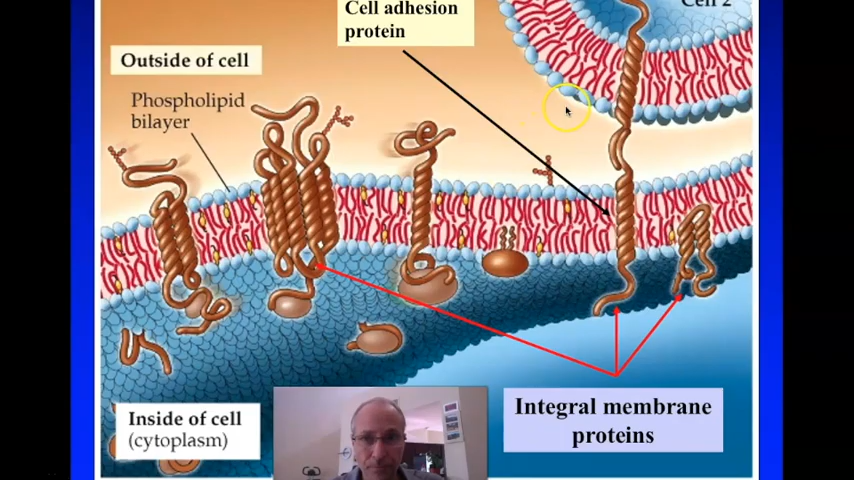 Cell 2
Cell adhesion
protein
Outside of cell
Phospholipid
bilayer
Integral membrane
proteins
Inside of cell
(cytoplasm)